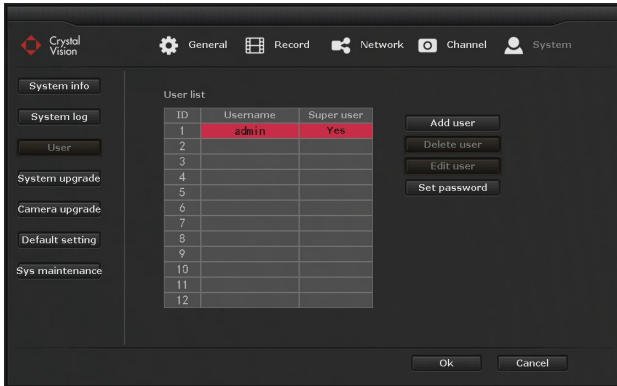 Crystal Vision
General Record Network Channel System
System info
System log
User
System upgrade
Camera upgrade
Default setting
Sys maintenance
User list
ID Username Super user
1 admin Yes
2
3
4
5
6
7
8
9
10
11
12
Add user
Delete user
Edit user
Set password
Ok Cancel